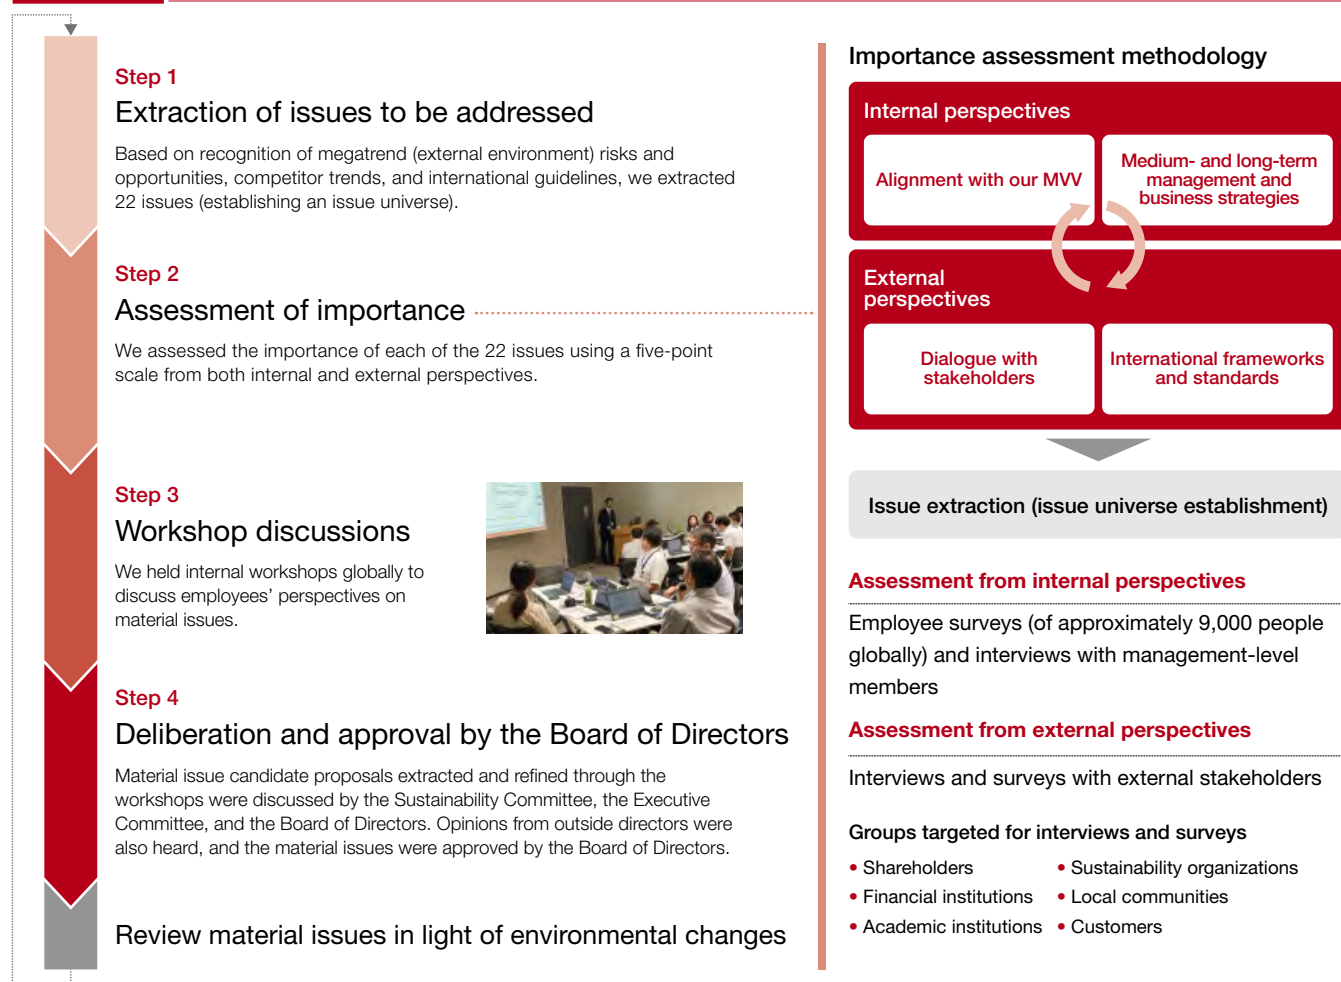 Step 1
Extraction of issues to be addressed
Based on recognition of megatrend (external environment) risks and
opportunities, competitor trends, and international guidelines, we extracted
22 issues (establishing an issue universe).
Step 2
Assessment of importance
We assessed the importance of each of the 22 issues using a five-point
scale from both internal and external perspectives.
Step 3
Workshop discussions
We held internal workshops globally to
discuss employees’ perspectives on
material issues.
Step 4
Deliberation and approval by the Board of Directors
Material issue candidate proposals extracted and refined through the
workshops were discussed by the Sustainability Committee, the Executive
Committee, and the Board of Directors. Opinions from outside directors were
also heard, and the material issues were approved by the Board of Directors.
Review material issues in light of environmental changes
Importance assessment methodology
Internal perspectives
Alignment with our MVV
Medium- and long-term
management and
business strategies
External
perspectives
Dialogue with
stakeholders
International frameworks
and standards
Issue extraction (issue universe establishment)
Assessment from internal perspectives
Employee surveys (of approximately 9,000 people
globally) and interviews with management-level
members
Assessment from external perspectives
Interviews and surveys with external stakeholders
Groups targeted for interviews and surveys
• Shareholders
• Financial institutions
• Academic institutions
• Sustainability organizations
• Local communities
• Customers